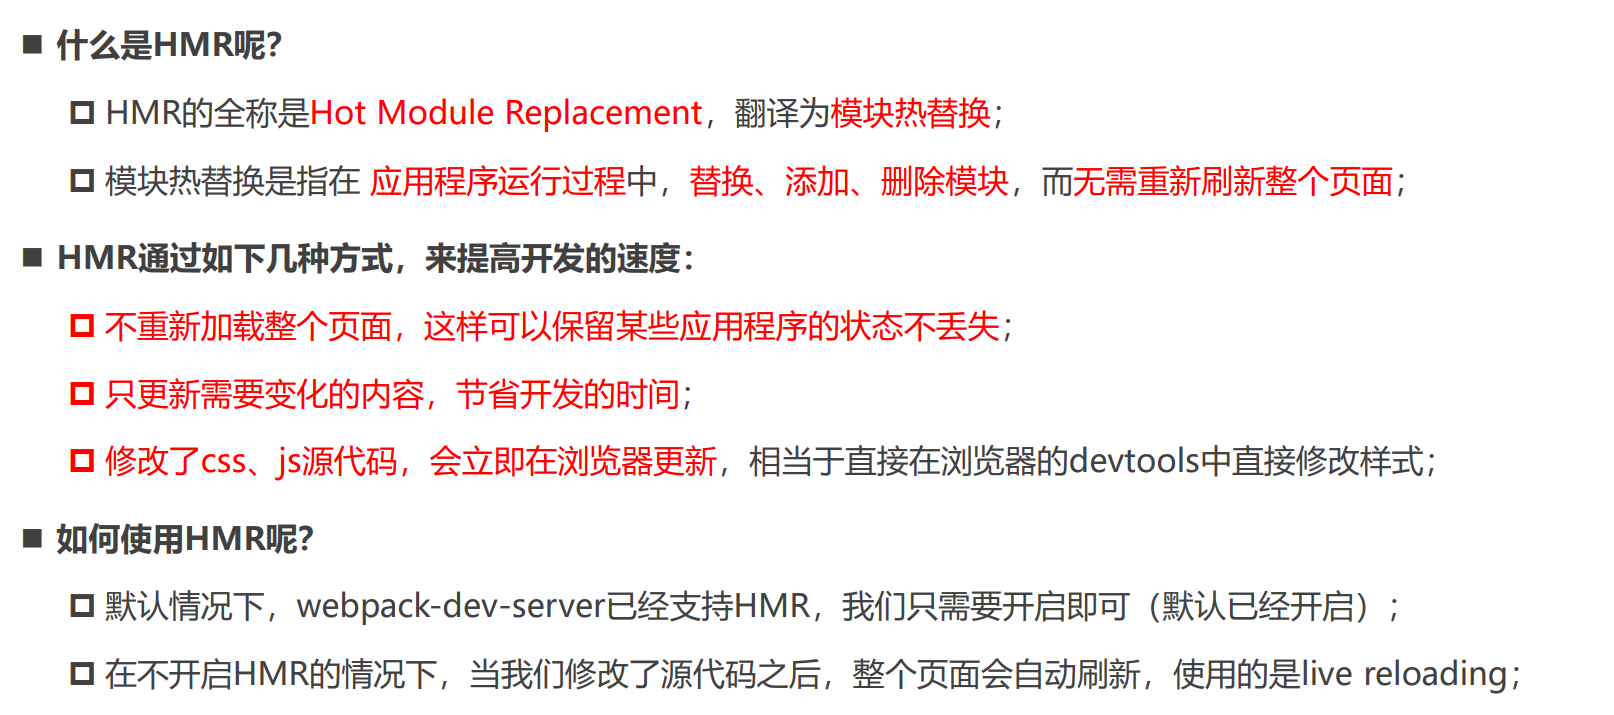 什么是HMR呢？
HMR的全称是Hot Module Replacement，翻译为模块热替换；
模块热替换是指在 应用程序运行过程中，替换、添加、删除模块，而无需重新刷新整个页面；
HMR通过如下几种方式，来提高开发的速度：
不重新加载整个页面，这样可以保留某些应用程序的状态不丢失；
只更新需要变化的内容，节省开发的时间；
修改了css、js源代码，会立即在浏览器更新，相当于直接在浏览器的devtools中直接修改样式；
如何使用HMR呢？
默认情况下，webpack-dev-server已经支持HMR，我们只需要开启即可（默认已经开启）；
在不开启HMR的情况下，当我们修改了源代码之后，整个页面会自动刷新，使用的是live reloading；